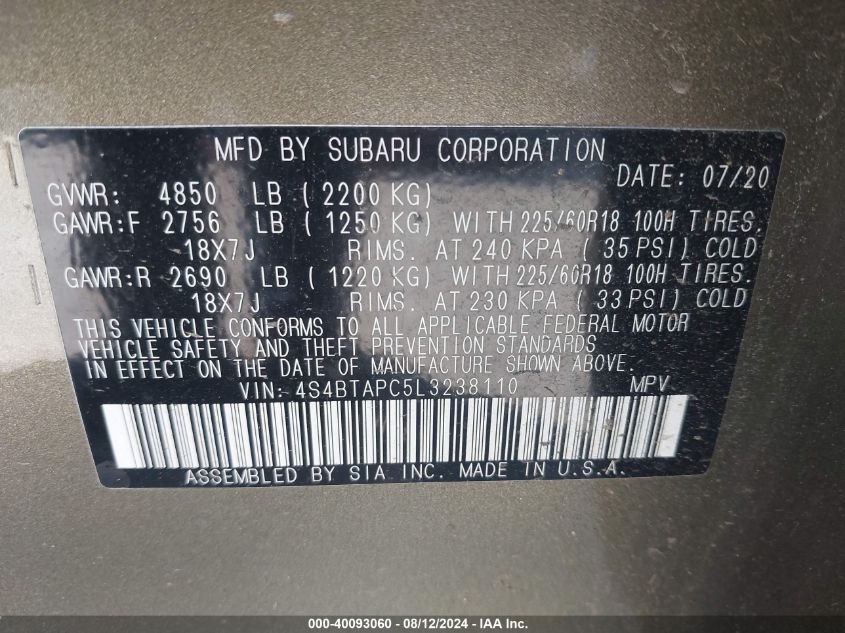 MFD BY SUBARU CORPORATION
DATE: 07/20
GVWR: 4850 LB ( 2200 KG)
GAWR:F 2756 LB ( 1250 KG) WITH 225/60R18 100H TIRES.
18X7J RIMS. AT 240 KPA ( 35 PSI) COLD
GAWR:R 2690 LB ( 1220 KG) WITH 225/60R18 100H TIRES.
18X7J RIMS. AT 230 KPA ( 33 PSI) COLD
THIS VEHICLE CONFORMS TO ALL APPLICABLE FEDERAL MOTOR
VEHICLE SAFETY AND THEFT PREVENTION STANDARDS
IN EFFECT ON THE DATE OF MANUFACTURE SHOWN ABOVE.
VIN: 4S4BTAPC5L3238110 MPV
ASSEMBLED BY SIA INC. MADE IN U.S.A.
000-40093060 - 08/12/2024 - IAA Inc.